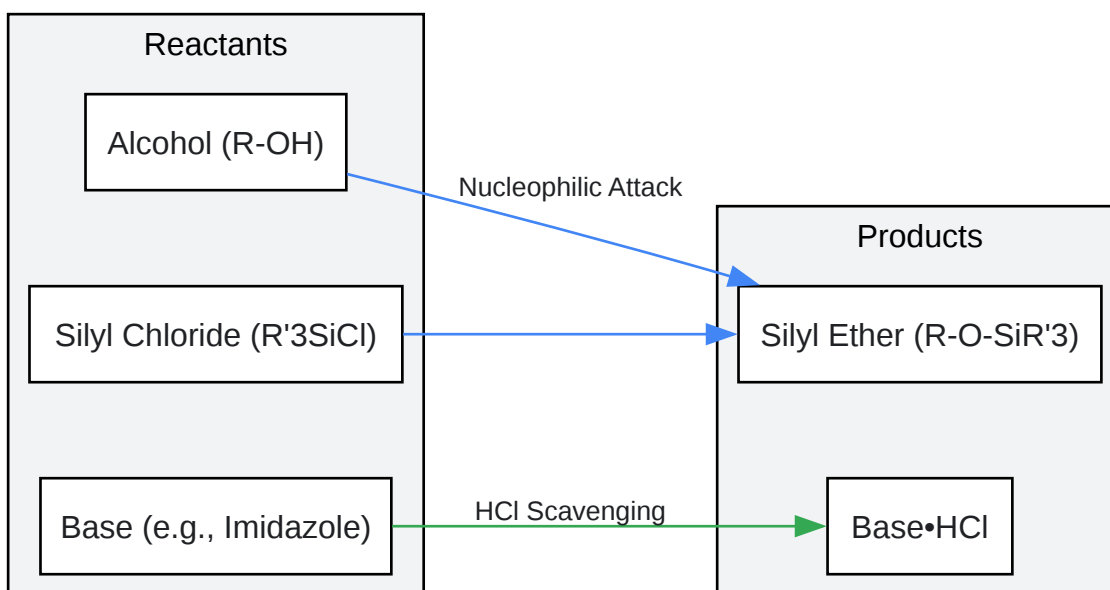 Reactants
Alcohol (R-OH)
Nucleophilic Attack
Silyl Chloride (R'3SiCl)
Base (e.g., Imidazole)
HCl Scavenging
Products
Silyl Ether (R-O-SiR'3)
Base•HCl